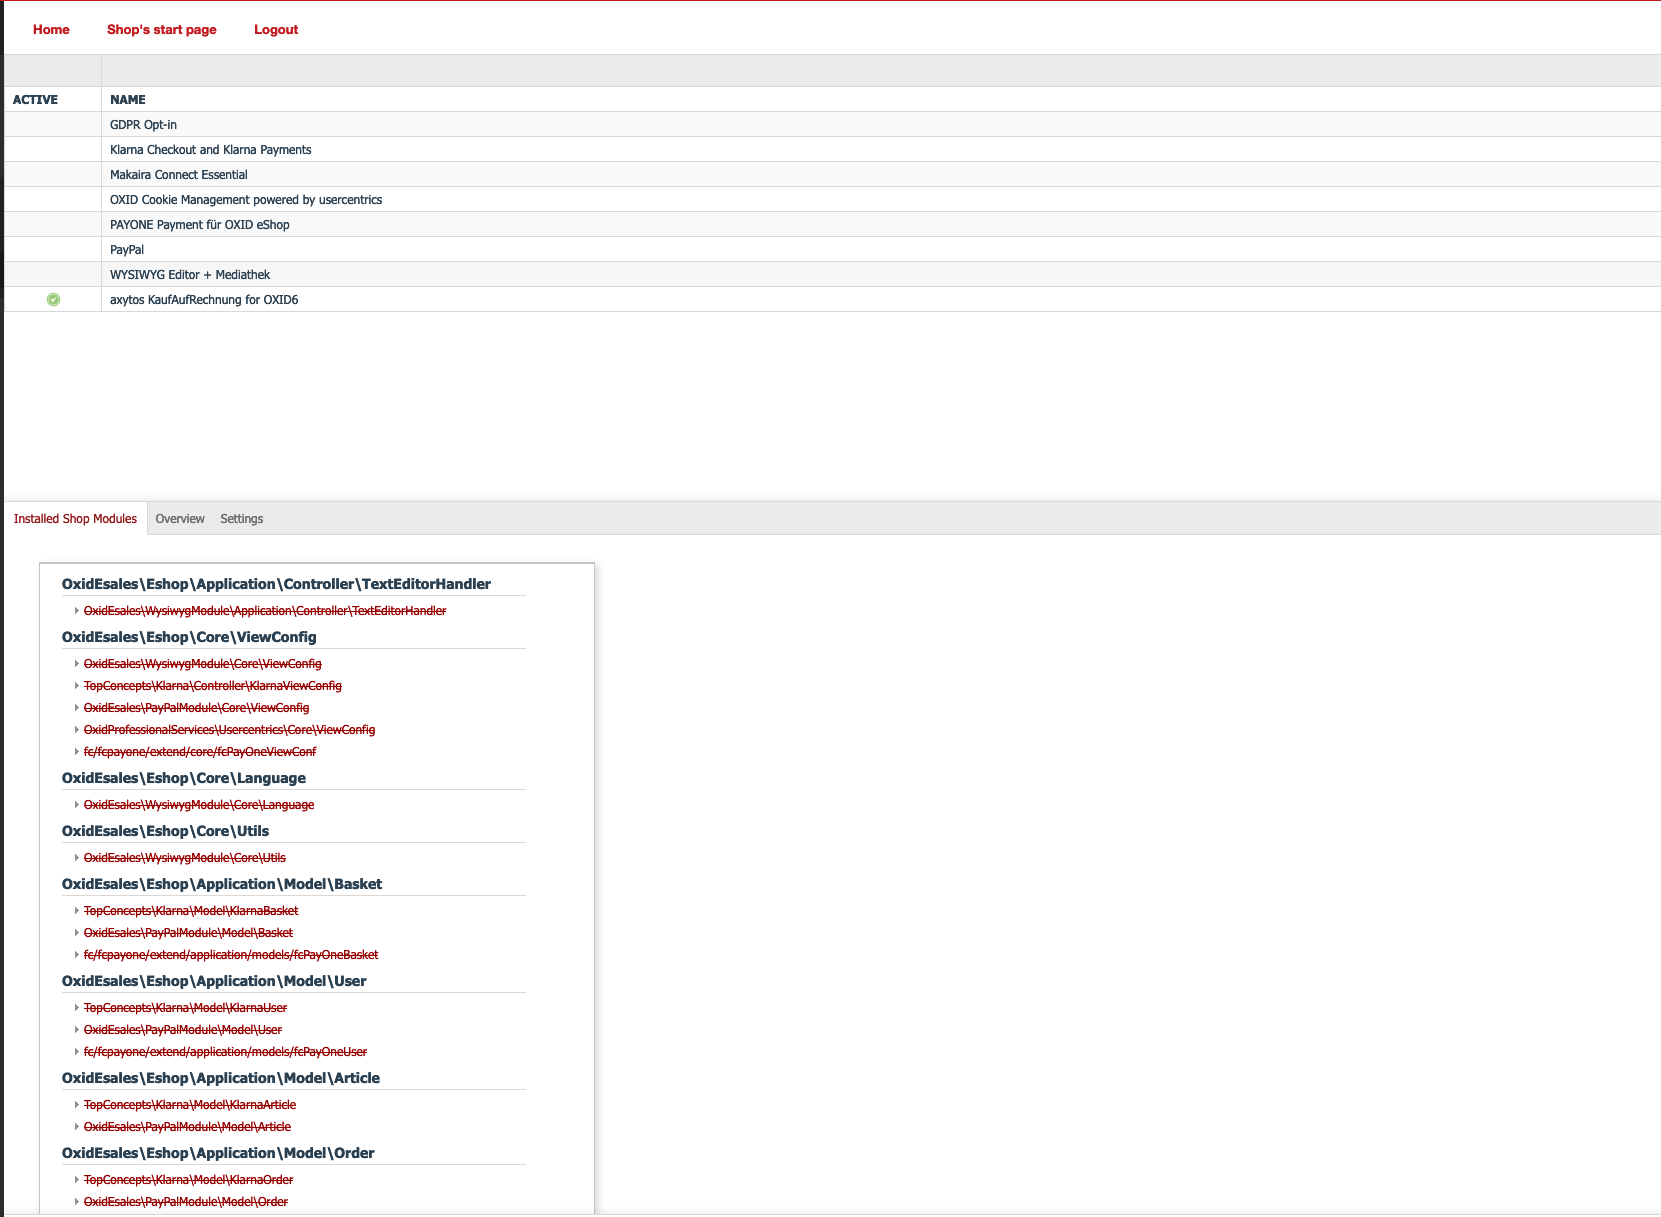 Home Shop's start page Logout
ACTIVE NAME
GDPR Opt-in
Klarna Checkout and Klarna Payments
Makaira Connect Essential
OXID Cookie Management powered by usercentrics
PAYONE Payment für OXID eShop
PayPal
WYSIWYG Editor + Mediathek
axytos KaufAufRechnung for OXID6
Installed Shop Modules Overview Settings
OxidEsales\Eshop\Application\Controller\TextEditorHandler
OxidEsales\WysiwygModule\Application\Controller\TextEditorHandler
OxidEsales\Eshop\Core\ViewConfig
OxidEsales\WysiwygModule\Core\ViewConfig
TopConcepts\Klarna\Controller\KlarnaViewConfig
OxidEsales\PayPalModule\Core\ViewConfig
OxidProfessionalServices\Usercentrics\Core\ViewConfig
fc/fcpayone/extend/core/fcPayOneViewConf
OxidEsales\Eshop\Core\Language
OxidEsales\WysiwygModule\Core\Language
OxidEsales\Eshop\Core\Utils
OxidEsales\WysiwygModule\Core\Utils
OxidEsales\Eshop\Application\Model\Basket
TopConcepts\Klarna\Model\KlarnaBasket
OxidEsales\PayPalModule\Model\Basket
fc/fcpayone/extend/application/models/fcPayOneBasket
OxidEsales\Eshop\Application\Model\User
TopConcepts\Klarna\Model\KlarnaUser
OxidEsales\PayPalModule\Model\User
fc/fcpayone/extend/application/models/fcPayOneUser
OxidEsales\Eshop\Application\Model\Article
TopConcepts\Klarna\Model\KlarnaArticle
OxidEsales\PayPalModule\Model\Article
OxidEsales\Eshop\Application\Model\Order
TopConcepts\Klarna\Model\KlarnaOrder
OxidEsales\PayPalModule\Model\Order